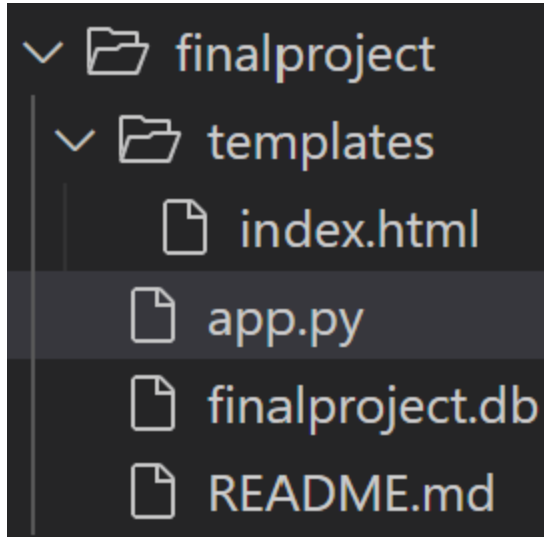 finalproject
templates
index.html
app.py
finalproject.db
README.md